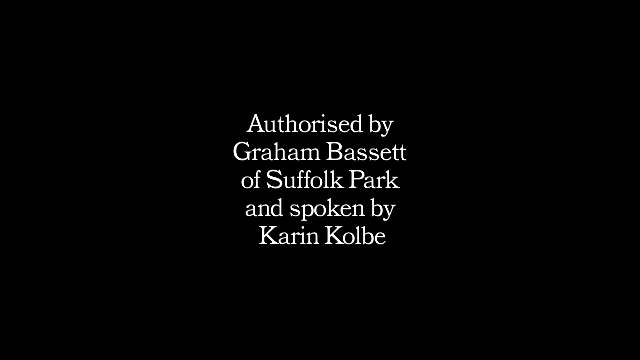 Authorised by
Graham Bassett
of Suffolk Park
and spoken by
Karin Kolbe